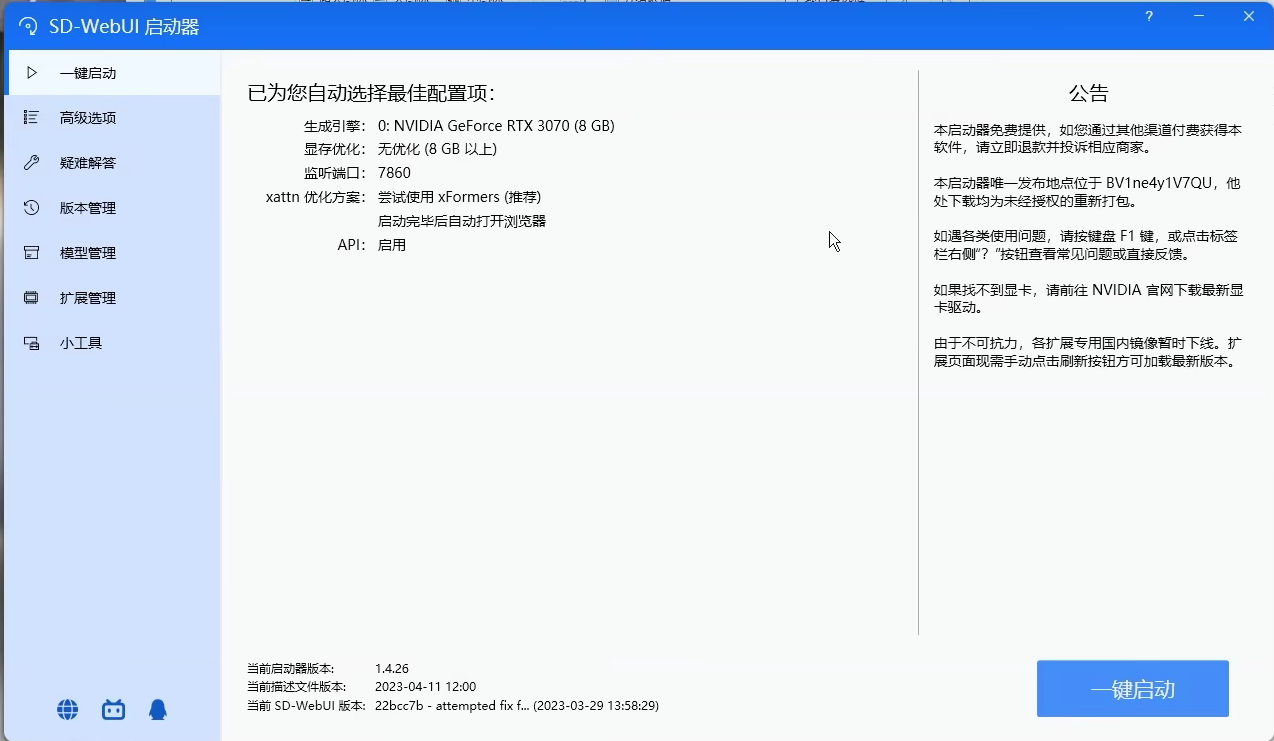 SD-WebUI 启动器
?
一键启动
高级选项
疑难解答
版本管理
模型管理
扩展管理
小工具
已为您自动选择最佳配置项：
生成引擎： 0: NVIDIA GeForce RTX 3070 (8 GB)
显存优化： 无优化 (8 GB 以上)
监听端口： 7860
xattn 优化方案： 尝试使用 xFormers (推荐)
启动完毕后自动打开浏览器
API： 启用
公告
本启动器免费提供，如您通过其他渠道付费获得本
软件，请立即退款并投诉相应商家。
本启动器唯一发布地点位于 BV1ne4y1V7QU，他
处下载均为未经授权的重新打包。
如遇各类使用问题，请按键盘 F1 键，或点击标签
栏右侧“？”按钮查看常见问题或直接反馈。
如果找不到显卡，请前往 NVIDIA 官网下载最新显
卡驱动。
由于不可抗力，各扩展专用国内镜像暂时下线。扩
展页面现需手动点击刷新按钮方可加载最新版本。
当前启动器版本: 1.4.26
当前描述文件版本: 2023-04-11 12:00
当前 SD-WebUI 版本: 22bcc7b - attempted fix f... (2023-03-29 13:58:29)
一键启动